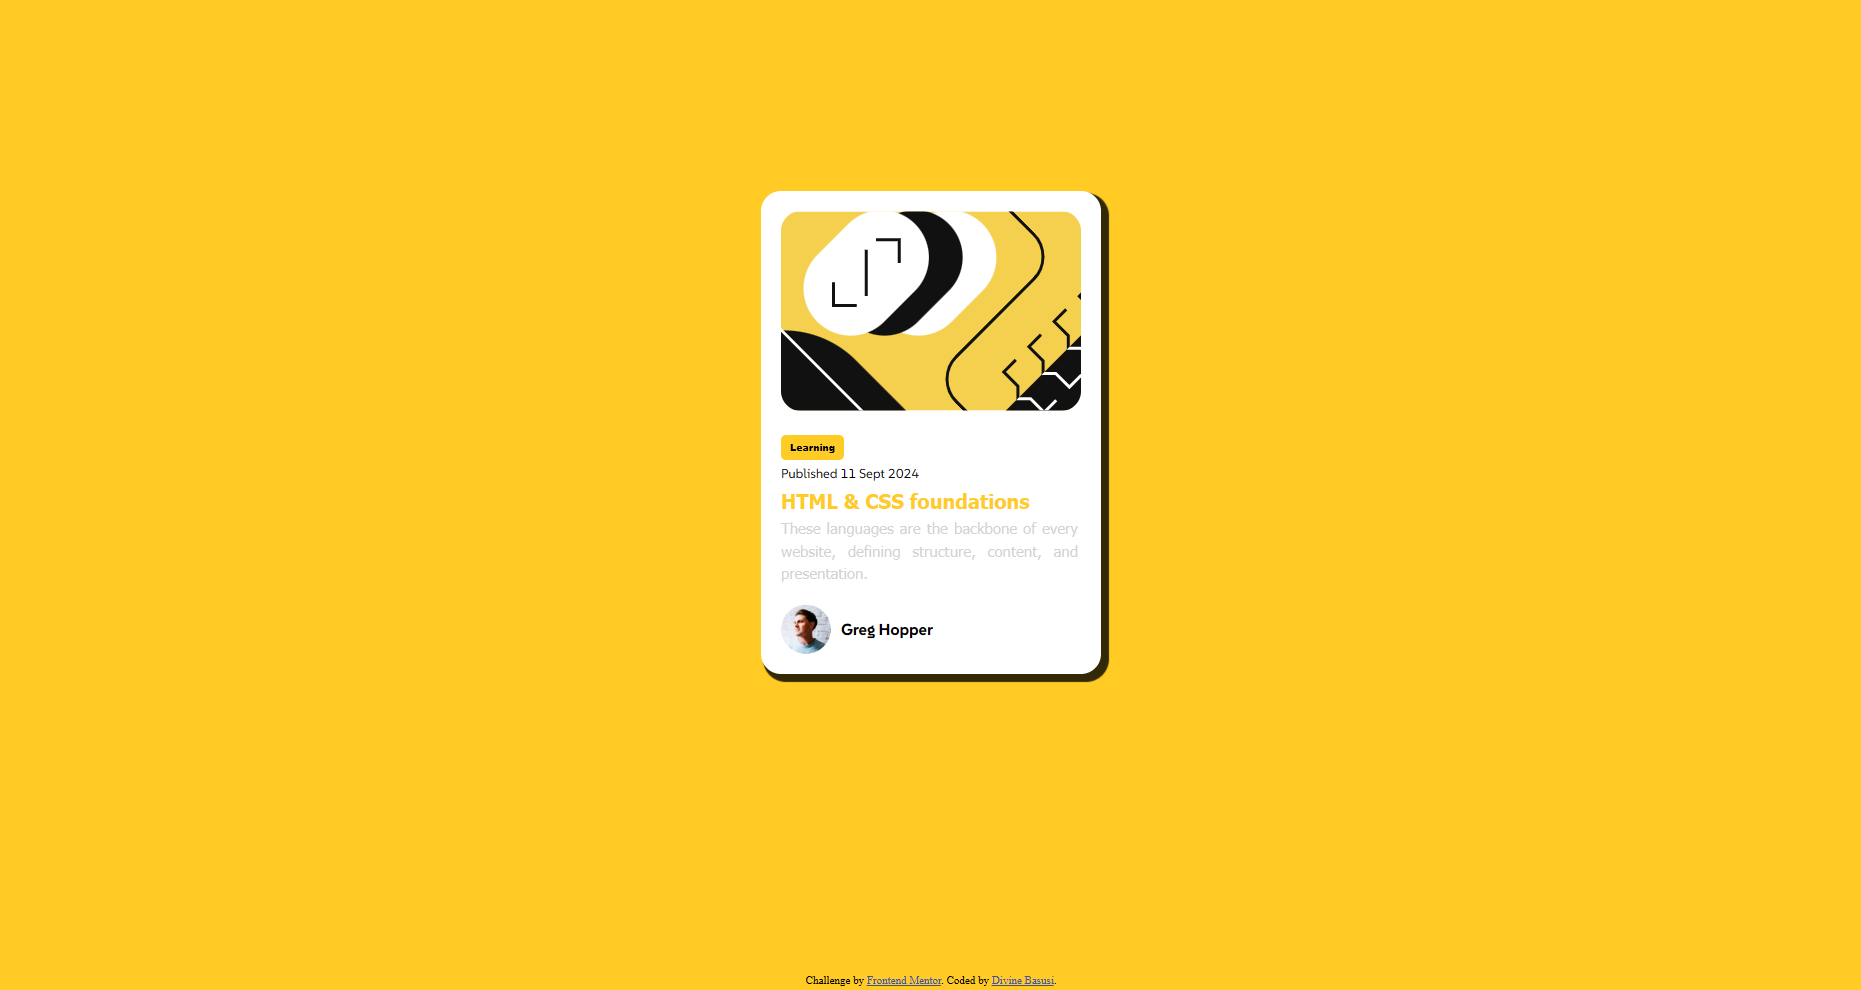 Learning
Published 11 Sept 2024
HTML & CSS foundations
These languages are the backbone of every
website, defining structure, content, and
presentation.
Greg Hopper
Challenge by Frontend Mentor. Coded by Divine Basusi.